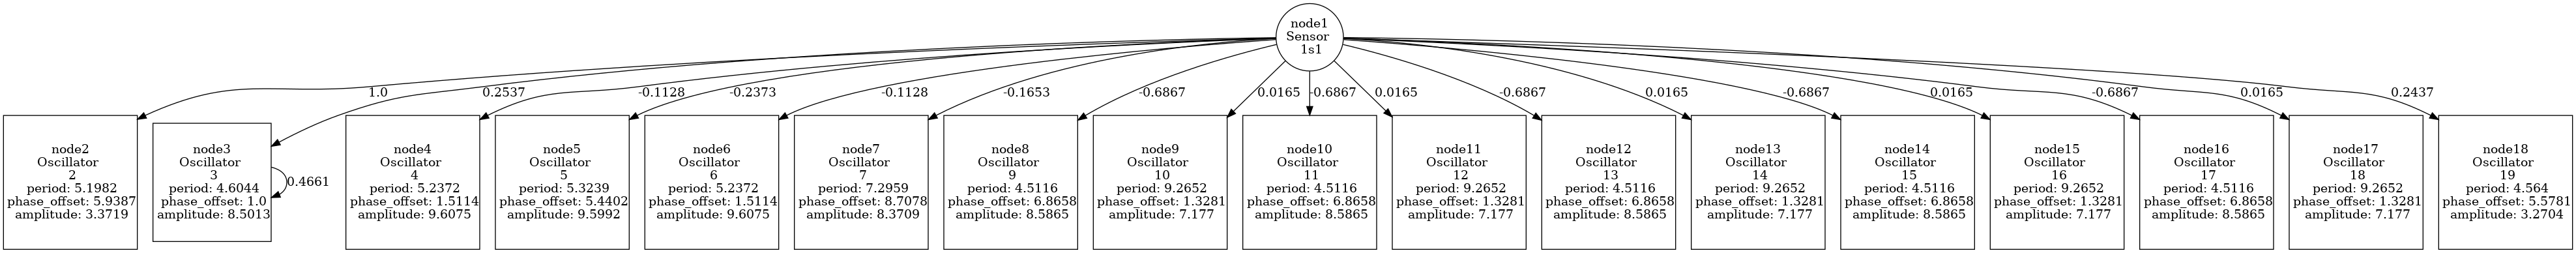 node1
Sensor
1s1
1.0
0.2537
-0.1128
-0.2373
-0.1128
-0.1653
-0.6867
0.0165
-0.6867
0.0165
-0.6867
0.0165
-0.6867
0.0165
-0.6867
0.0165
0.2437
node2
Oscillator
2
period: 5.1982
phase_offset: 5.9387
amplitude: 3.3719
node3
Oscillator
3
period: 4.6044
phase_offset: 1.0
amplitude: 8.5013
0.4661
node4
Oscillator
4
period: 5.2372
phase_offset: 1.5114
amplitude: 9.6075
node5
Oscillator
5
period: 5.3239
phase_offset: 5.4402
amplitude: 9.5992
node6
Oscillator
6
period: 5.2372
phase_offset: 1.5114
amplitude: 9.6075
node7
Oscillator
7
period: 7.2959
phase_offset: 8.7078
amplitude: 8.3709
node8
Oscillator
9
period: 4.5116
phase_offset: 6.8658
amplitude: 8.5865
node9
Oscillator
10
period: 9.2652
phase_offset: 1.3281
amplitude: 7.177
node10
Oscillator
11
period: 4.5116
phase_offset: 6.8658
amplitude: 8.5865
node11
Oscillator
12
period: 9.2652
phase_offset: 1.3281
amplitude: 7.177
node12
Oscillator
13
period: 4.5116
phase_offset: 6.8658
amplitude: 8.5865
node13
Oscillator
14
period: 9.2652
phase_offset: 1.3281
amplitude: 7.177
node14
Oscillator
15
period: 4.5116
phase_offset: 6.8658
amplitude: 8.5865
node15
Oscillator
16
period: 9.2652
phase_offset: 1.3281
amplitude: 7.177
node16
Oscillator
17
period: 4.5116
phase_offset: 6.8658
amplitude: 8.5865
node17
Oscillator
18
period: 9.2652
phase_offset: 1.3281
amplitude: 7.177
node18
Oscillator
19
period: 4.564
phase_offset: 5.5781
amplitude: 3.2704